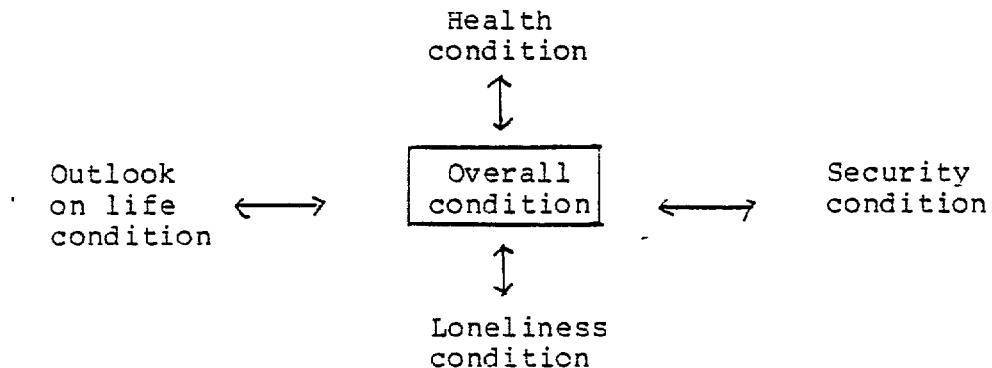 Health
condition
Outlook
on life
condition
Overall
condition
Security
condition
Loneliness
condition